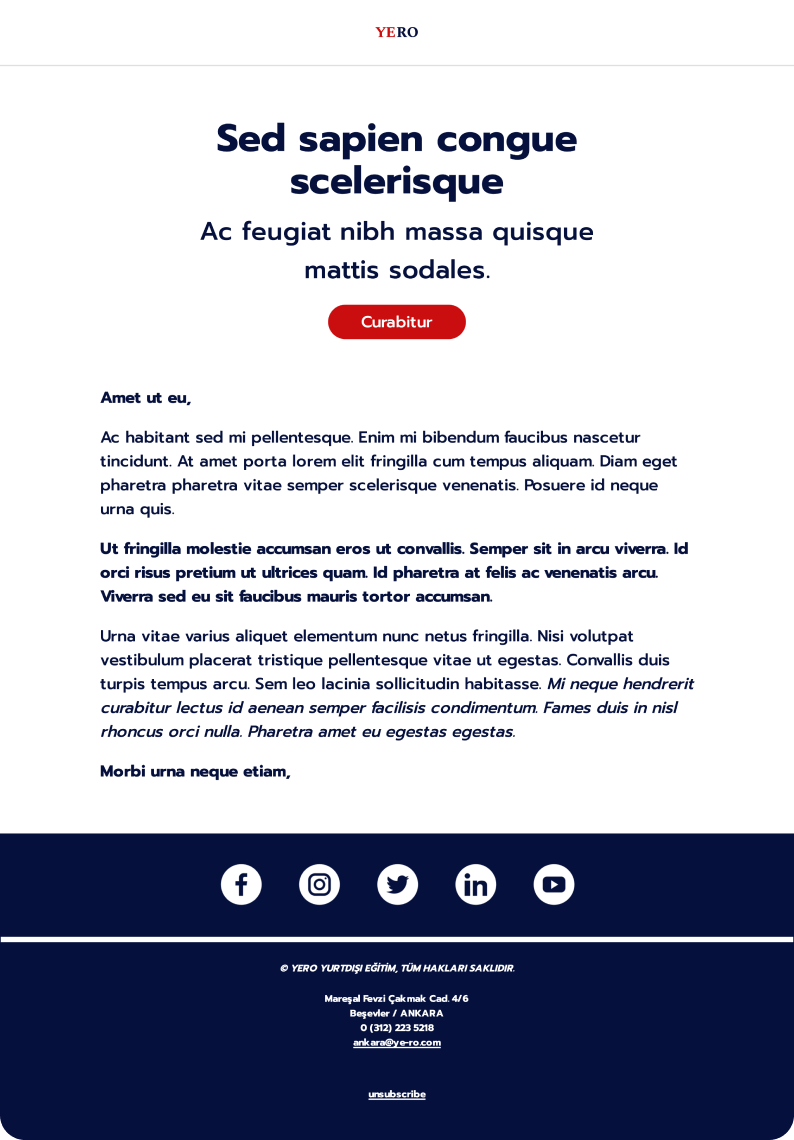 YERO
Sed sapien congue
scelerisque
Ac feugiat nibh massa quisque
mattis sodales.
Curabitur
Amet ut eu,
Ac habitant sed mi pellentesque. Enim mi bibendum faucibus nascetur
tincidunt. At amet porta lorem elit fringilla cum tempus aliquam. Diam eget
pharetra pharetra vitae semper scelerisque venenatis. Posuere id neque
urna quis.
Ut fringilla molestie accumsan eros ut convallis. Semper sit in arcu viverra. Id
orci risus pretium ut ultrices quam. Id pharetra at felis ac venenatis arcu.
Viverra sed eu sit faucibus mauris tortor accumsan.
Urna vitae varius aliquet elementum nunc netus fringilla. Nisi volutpat
vestibulum placerat tristique pellentesque vitae ut egestas. Convallis duis
turpis tempus arcu. Sem leo lacinia sollicitudin habitasse. Mi neque hendrerit
curabitur lectus id aenean semper facilisis condimentum. Fames duis in nisl
rhoncus orci nulla. Pharetra amet eu egestas egestas.
Morbi urna neque etiam,
© YERO YURTDIŞI EĞİTİM, TÜM HAKLARI SAKLIDIR.
Mareşal Fevzi Çakmak Cad. 4/6
Beşevler / ANKARA
0 (312) 223 5218
ankara@ye-ro.com
unsubscribe